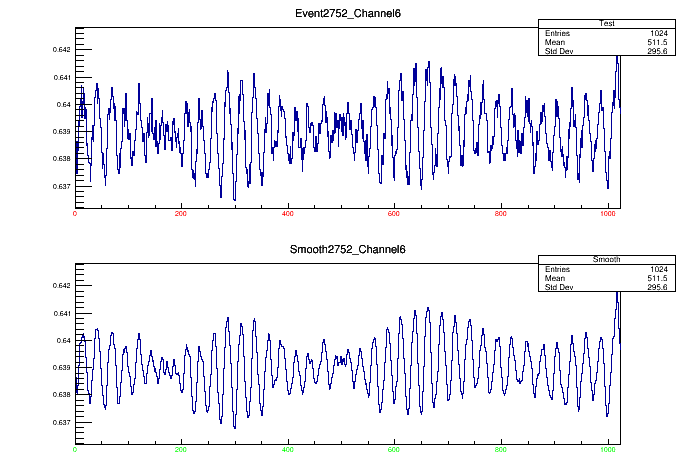 Event2752_Channel6
Test
Entries 1024
Mean 511.5
Std Dev 295.6
0.642
0.641
0.64
0.639
0.638
0.637
0 200 400 600 800 1000
Smooth2752_Channel6
Smooth
Entries 1024
Mean 511.5
Std Dev 295.6
0.642
0.641
0.64
0.639
0.638
0.637
0 200 400 600 800 1000